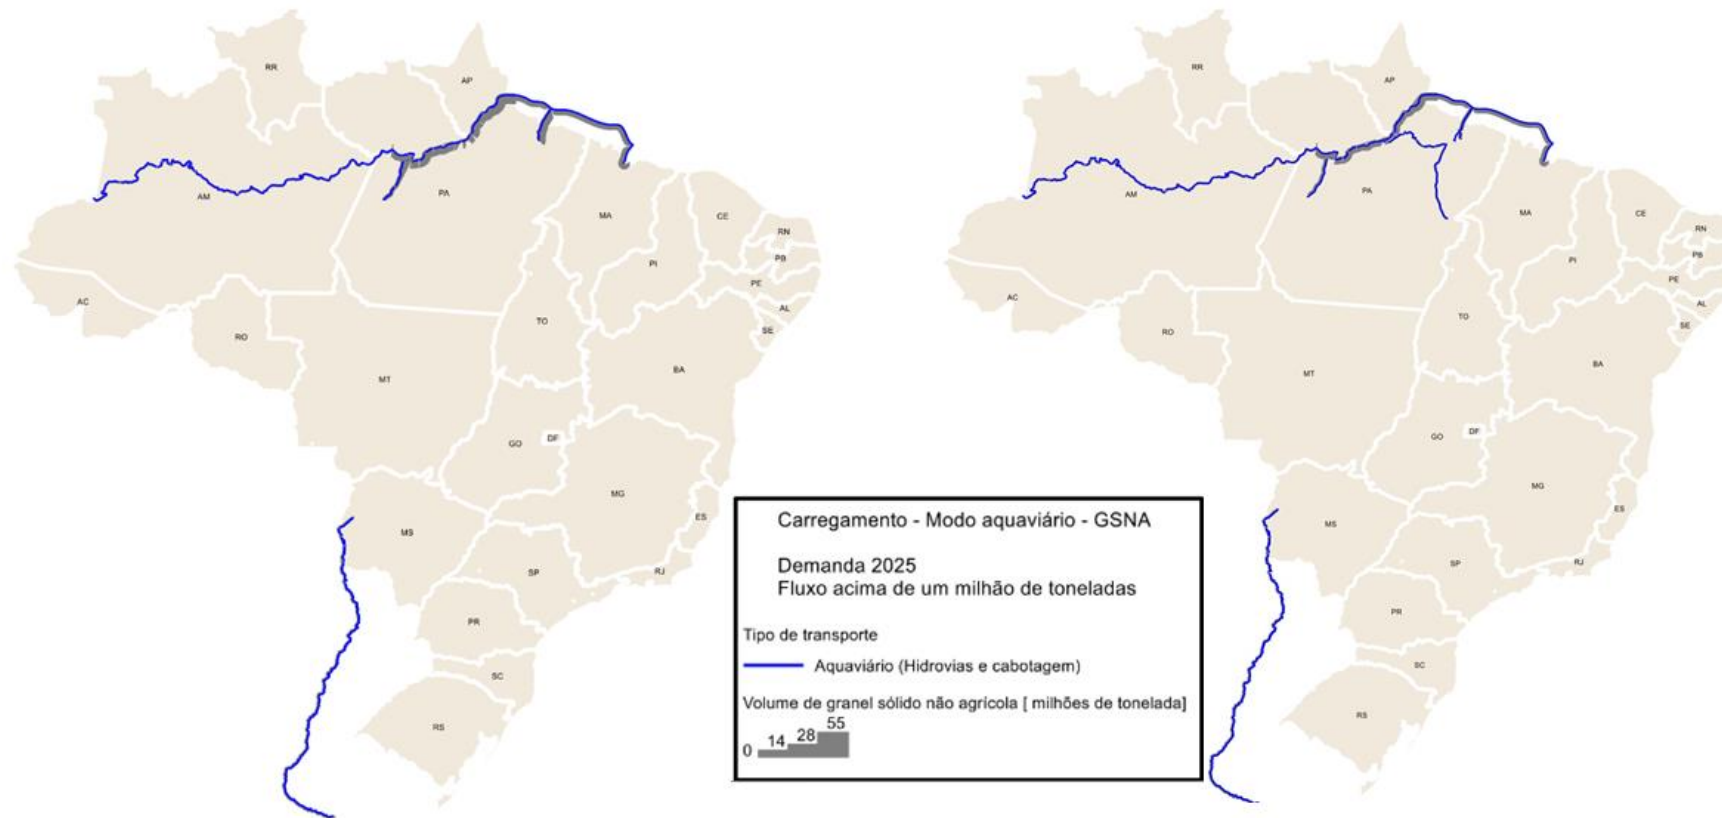 RR
AP
AM
PA
MA
CE
RN
PB
PE
AL
SE
PI
AC
RO
TO
BA
MT
GO
DF
MG
ES
MS
SP
RJ
PR
SC
RS
Carregamento - Modo aquaviário - GSNA
Demanda 2025
Fluxo acima de um milhão de toneladas
Tipo de transporte
Aquaviário (Hidrovias e cabotagem)
Volume de granel sólido não agrícola [ milhões de tonelada]
0 14 28 55
RR
AP
AM
PA
MA
CE
RN
PB
PE
AL
SE
PI
AC
RO
TO
BA
MT
GO
DF
MG
ES
MS
SP
RJ
PR
SC
RS